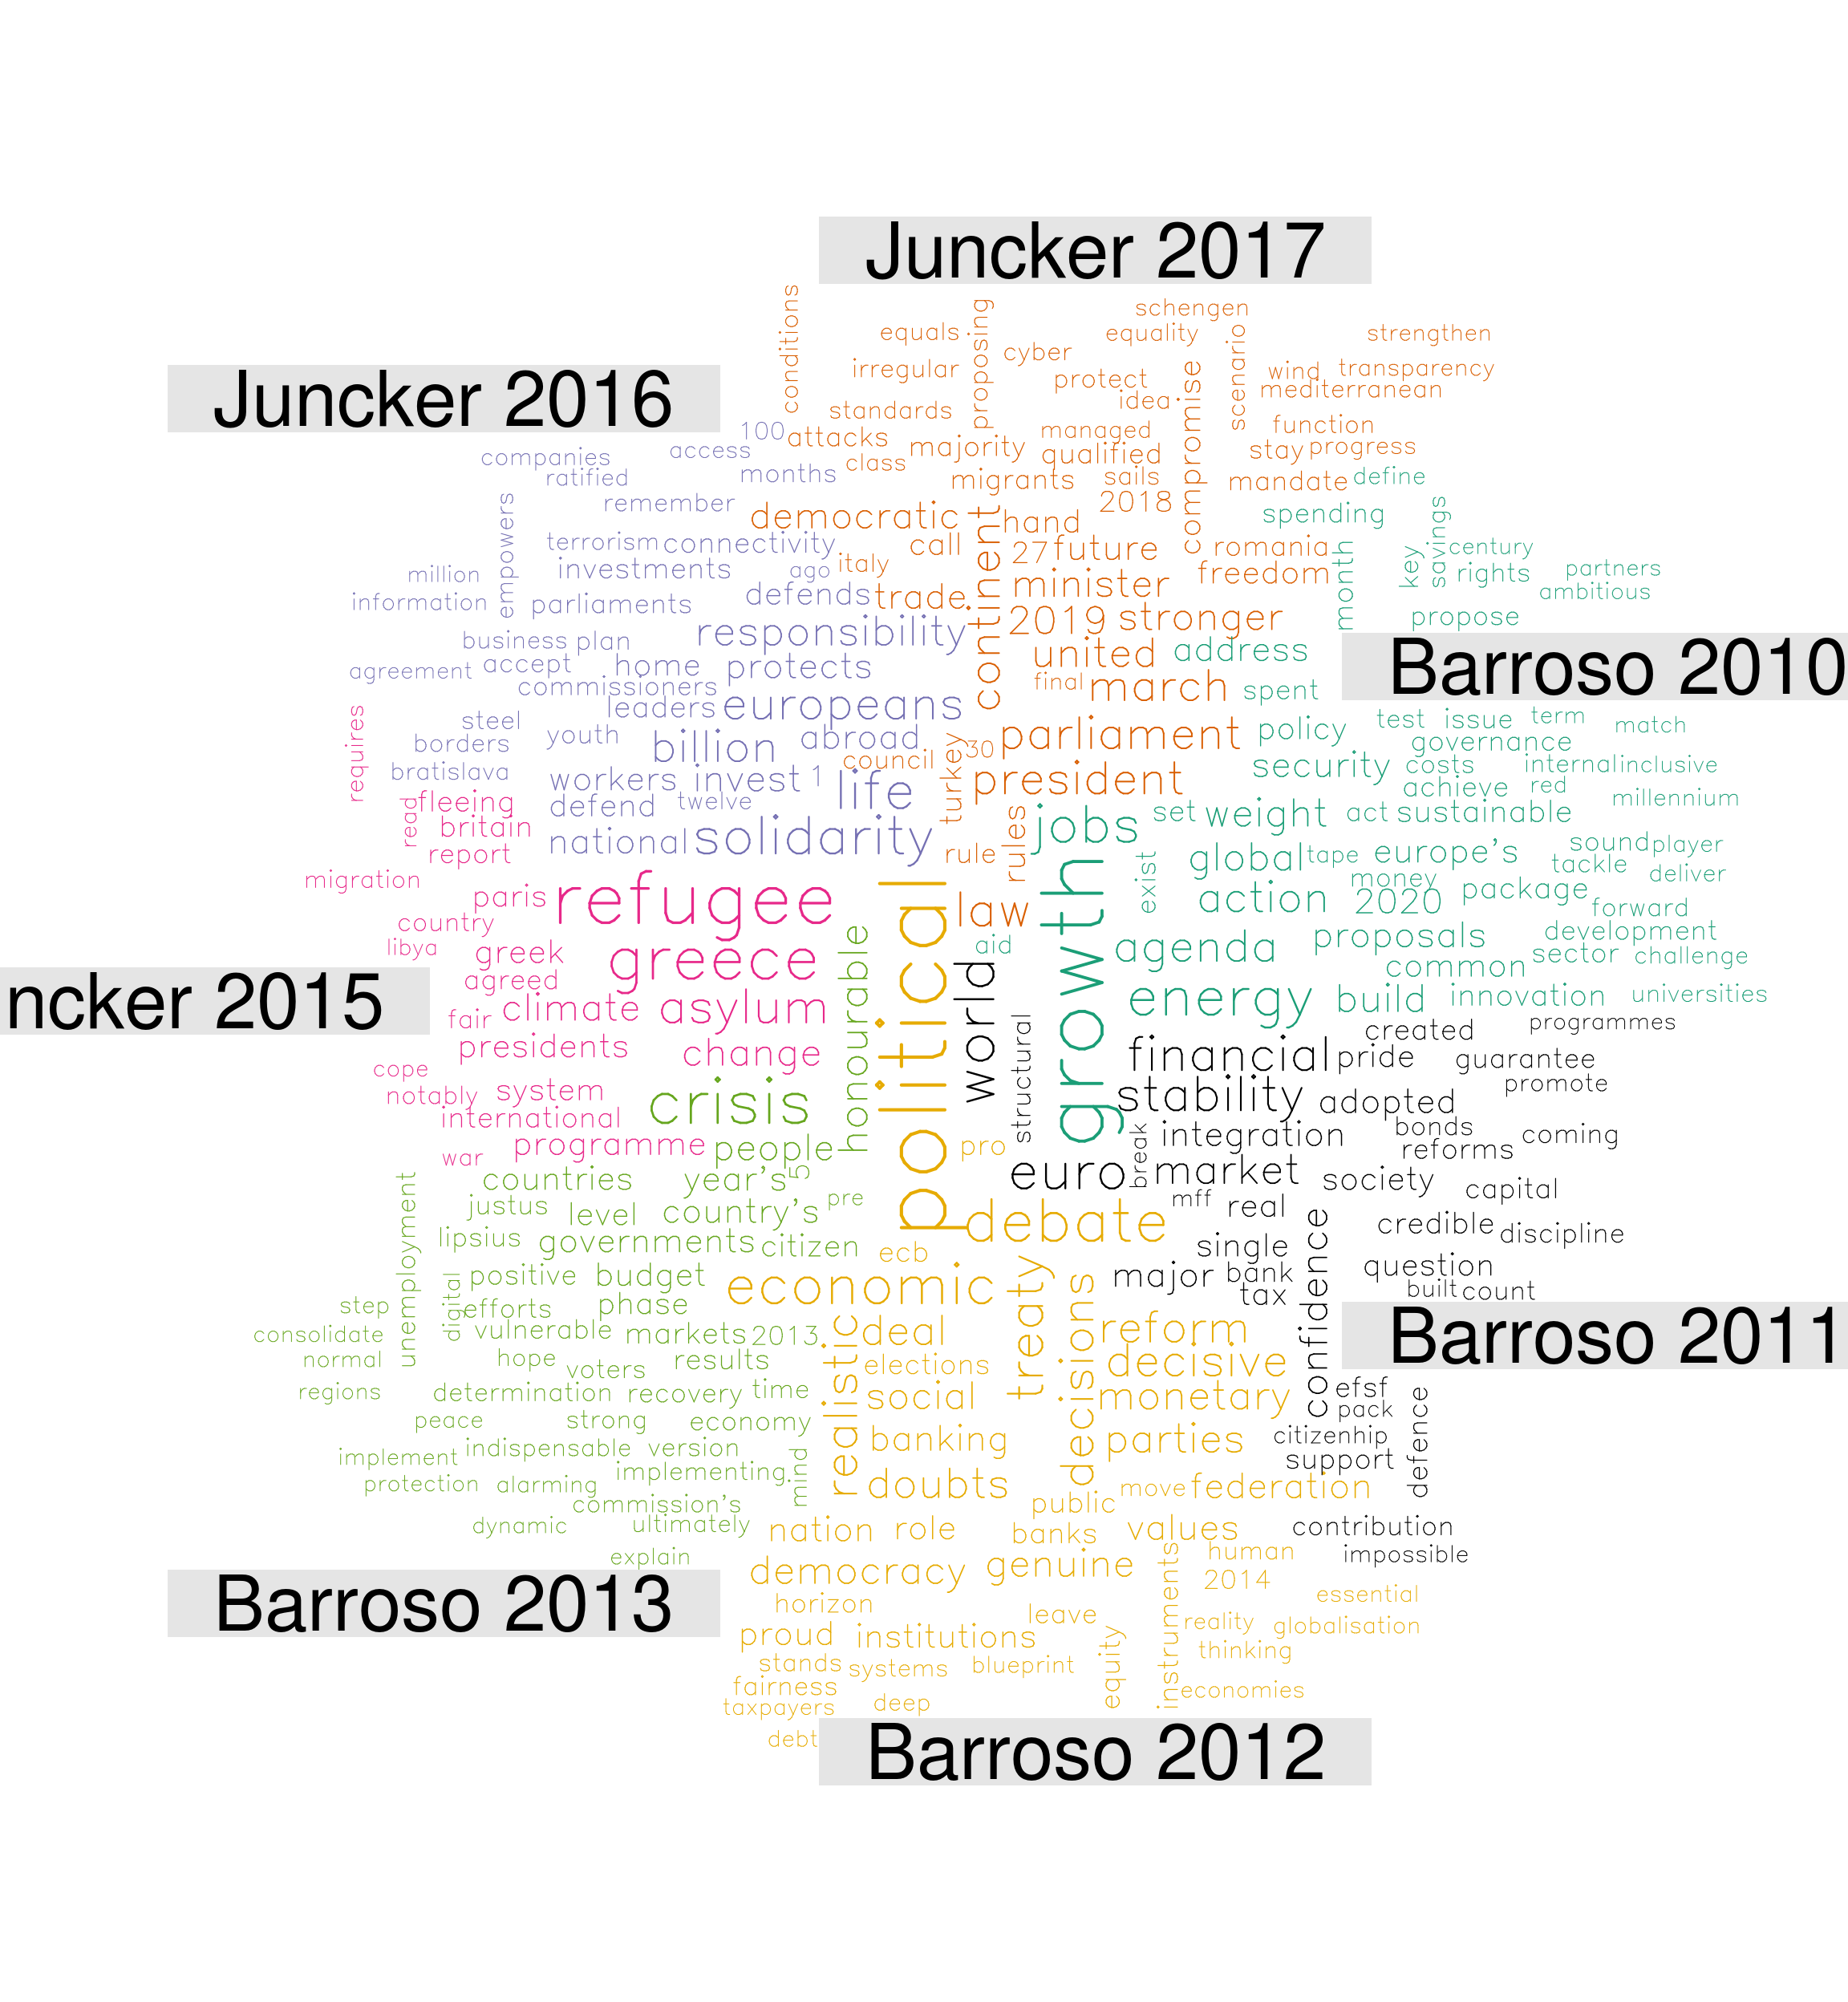 Juncker 2017
conditions
equals
proposing
schengen
cyber
equality
scenario
strengthen
irregular
protect
compromise
wind
transparency
mediterranean
idea
standards
function
100
attacks
majority
managed
stay
progress
class
qualified
migrants
sails
mandate
define
Juncker 2016
companies
access
ratified
months
remember
2018
spending
savings
empowers
democratic
continent
hand
call
27
future
romania
month
key
century
terrorism
connectivity
italy
freedom
rights
partners
million
investments
ago
minister
ambitious
information
parliaments
defends
trade
2019
stronger
propose
business
plan
responsibility
united
address
agreement
accept
home
protects
final
march
spent
Barroso 2010
commissioners
leaders
europeans
requires
steel
youth
billion
abroad
turkey
30
parliament
policy
test
issue
term
match
borders
council
governance
bratislava
workers
invest
1
life
president
security
costs
internal
inclusive
achieve
red
millennium
read
fleeing
defend
twelve
rules
jobs
set
weight
act
sustainable
britain
national
solidarity
rule
report
global
tape
europe's
sound
player
tackle
deliver
migration
paris
refugee
political
law
growth
exist
action
money
2020
package
forward
country
libya
greek
greece
honourable
aid
agenda
proposals
development
common
sector
challenge
agreed
ncker 2015
fair
climate
asylum
world
structural
energy
build
innovation
universities
presidents
change
created
programmes
financial
pride
guarantee
cope
notably
system
crisis
stability
adopted
promote
international
integration
bonds
reforms
coming
war
programme
people
pro
break
countries
year's
5
euro
market
society
capital
unemployment
justus
level
country's
pre
mff
real
lipsius
governments
citizen
ecb
debate
single
confidence
credible
discipline
positive
budget
economic
treaty
decisions
major
bank
question
tax
built
count
step
digital
efforts
phase
consolidate
vulnerable
markets
2013.
realistic
deal
reform
Barroso 2011
normal
hope
voters
results
elections
decisive
regions
determination
recovery
time
social
monetary
efsf
pack
defence
peace
strong
economy
banking
parties
citizenhip
implement
indispensable
version
mind
support
protection
alarming
implementing
doubts
move
federation
commission's
public
dynamic
ultimately
nation
role
banks
values
contribution
explain
instruments
human
impossible
Barroso 2013
democracy
genuine
2014
essential
horizon
leave
reality
globalisation
proud
institutions
equity
thinking
stands
systems
blueprint
fairness
economies
taxpayers
deep
debt
Barroso 2012